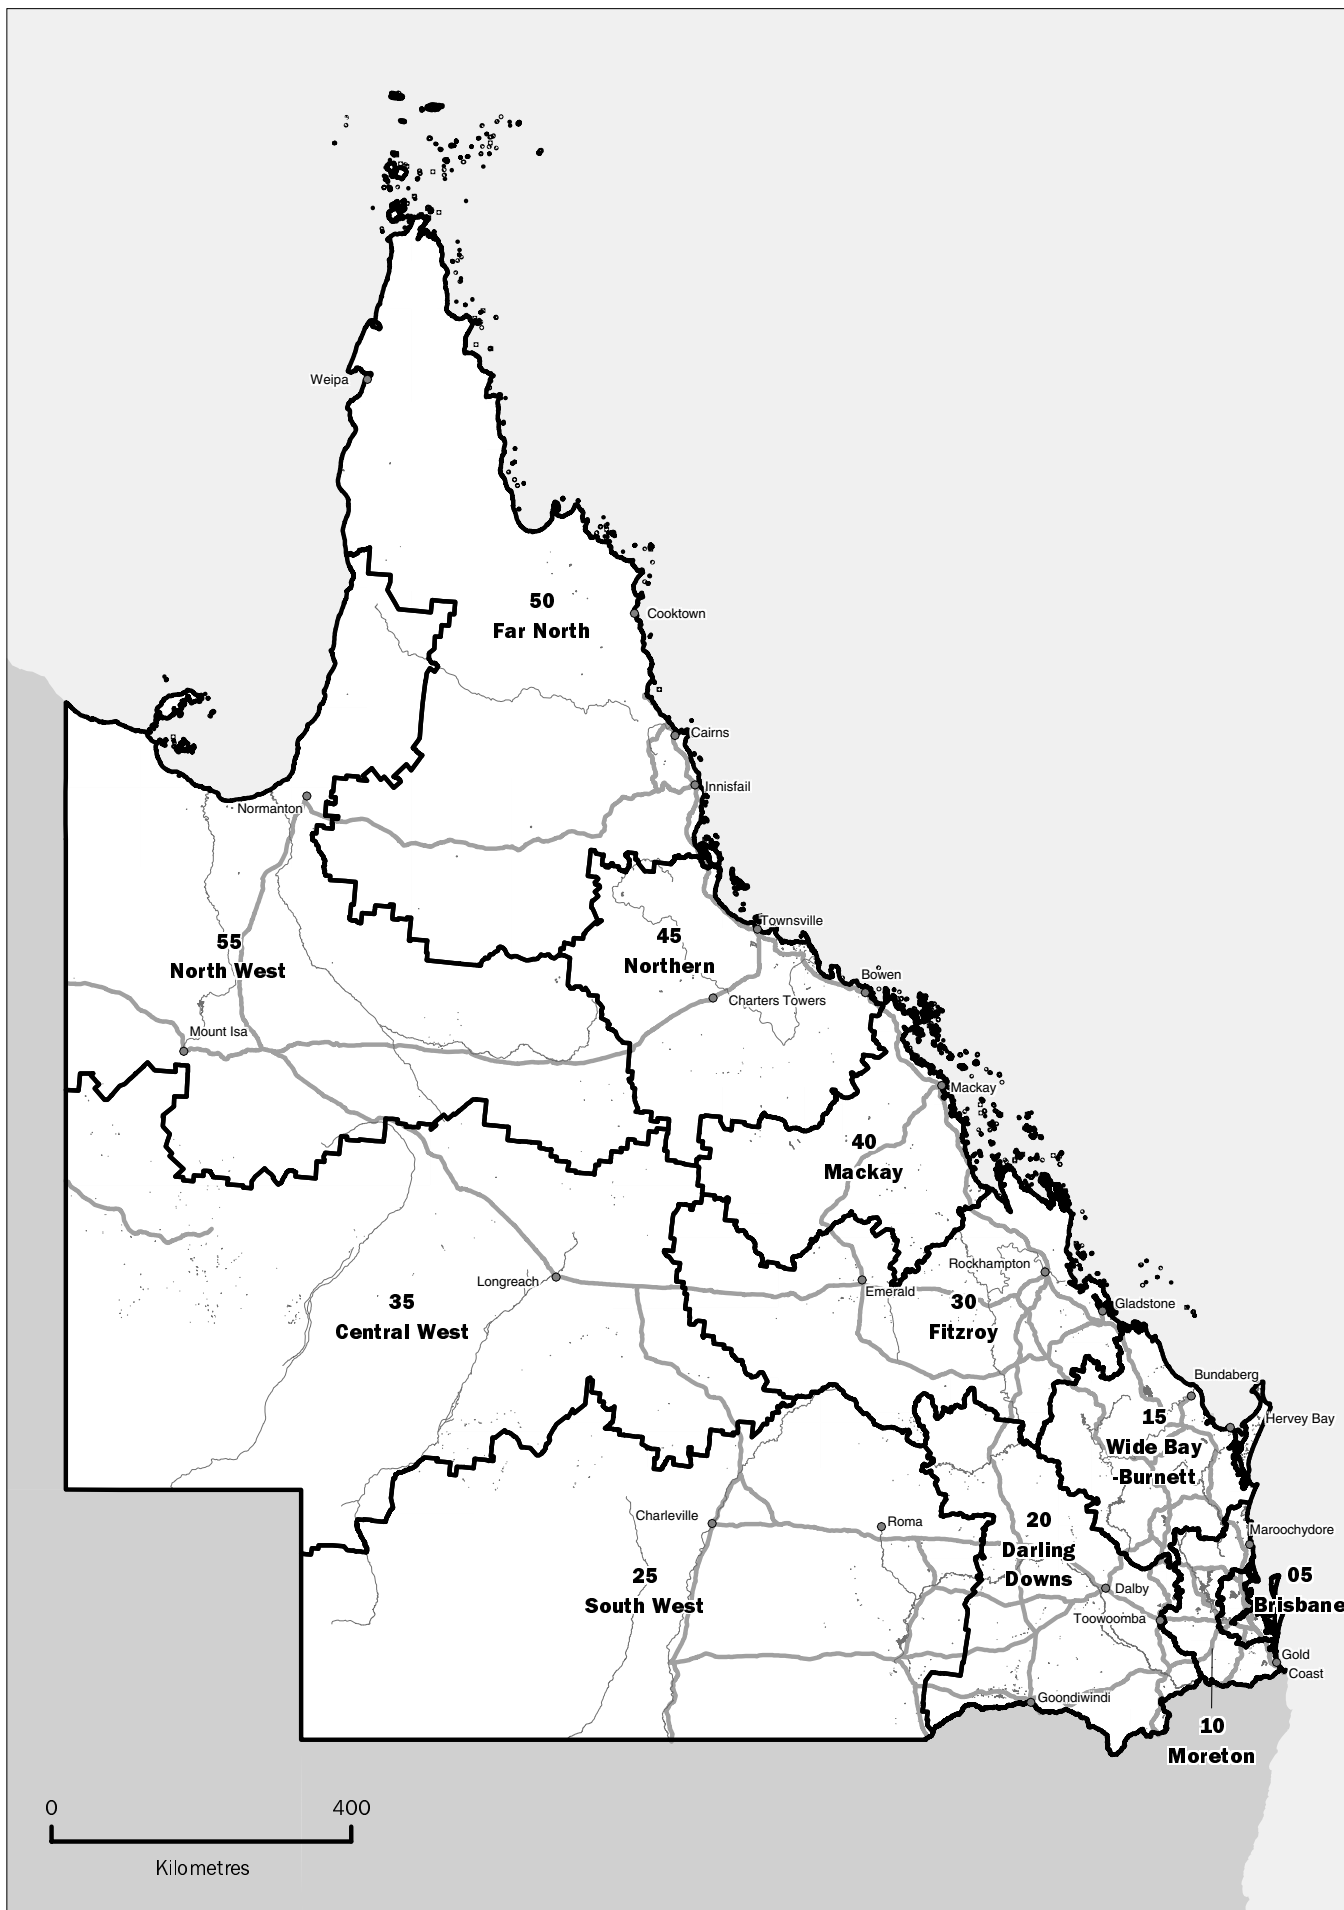 Weipa
50
Far North
Cooktown
Cairns
Innisfail
Normanton
Townsville
55
North West
45
Northern
Bowen
Charters Towers
Mount Isa
Mackay
40
Mackay
Rockhampton
Longreach
Emerald
35
Central West
30
Fitzroy
Gladstone
Bundaberg
15
Wide Bay
-Burnett
Hervey Bay
Charleville
Roma
20
Darling
Downs
Maroochydore
25
South West
Dalby
05
Brisbane
Toowoomba
Gold
Coast
Goondiwindi
10
Moreton
0 400
Kilometres